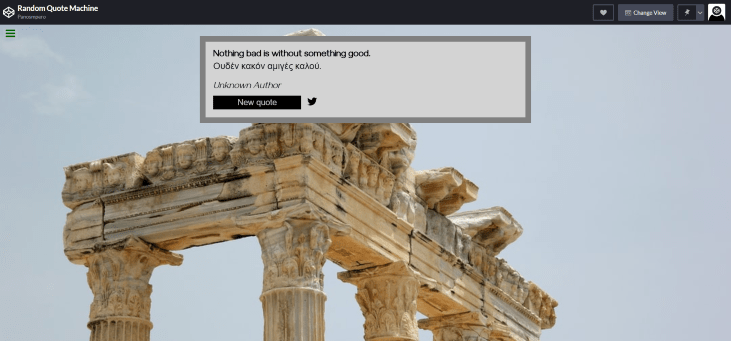 Random Quote Machine
Change View
Nothing bad is without something good.
Ουδέν κακόν αμιγές καλού.
Unknown Author
New quote